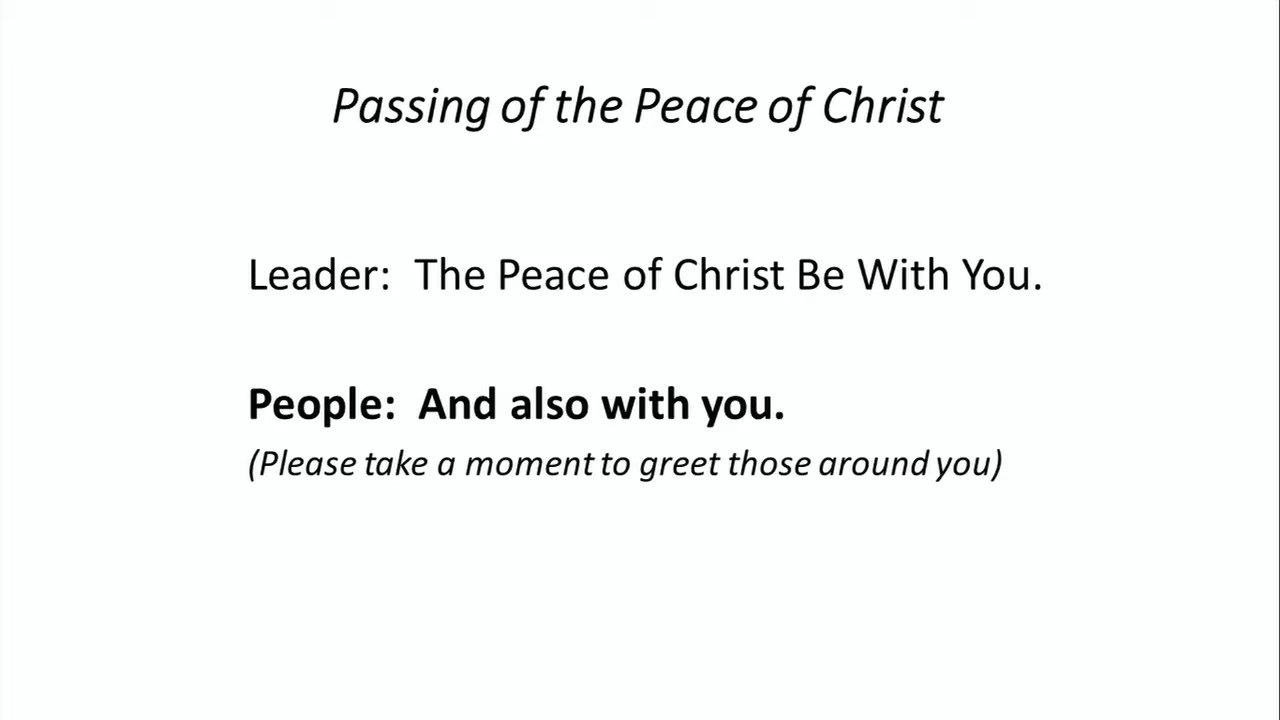 Passing of the Peace of Christ
Leader: The Peace of Christ Be With You.
People: And also with you.
(Please take a moment to greet those around you)